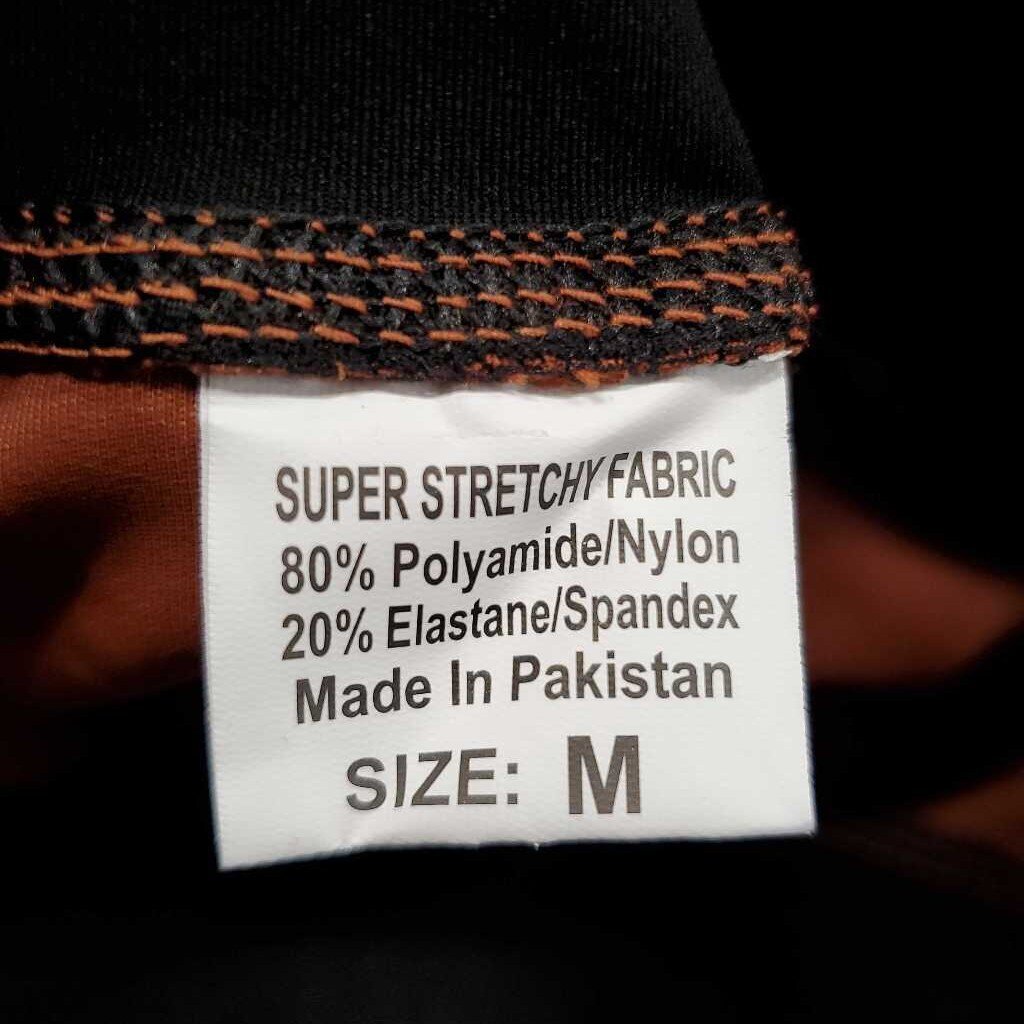 SUPER STRETCHY FABRIC
80% Polyamide/Nylon
20% Elastane/Spandex
Made In Pakistan
SIZE: M